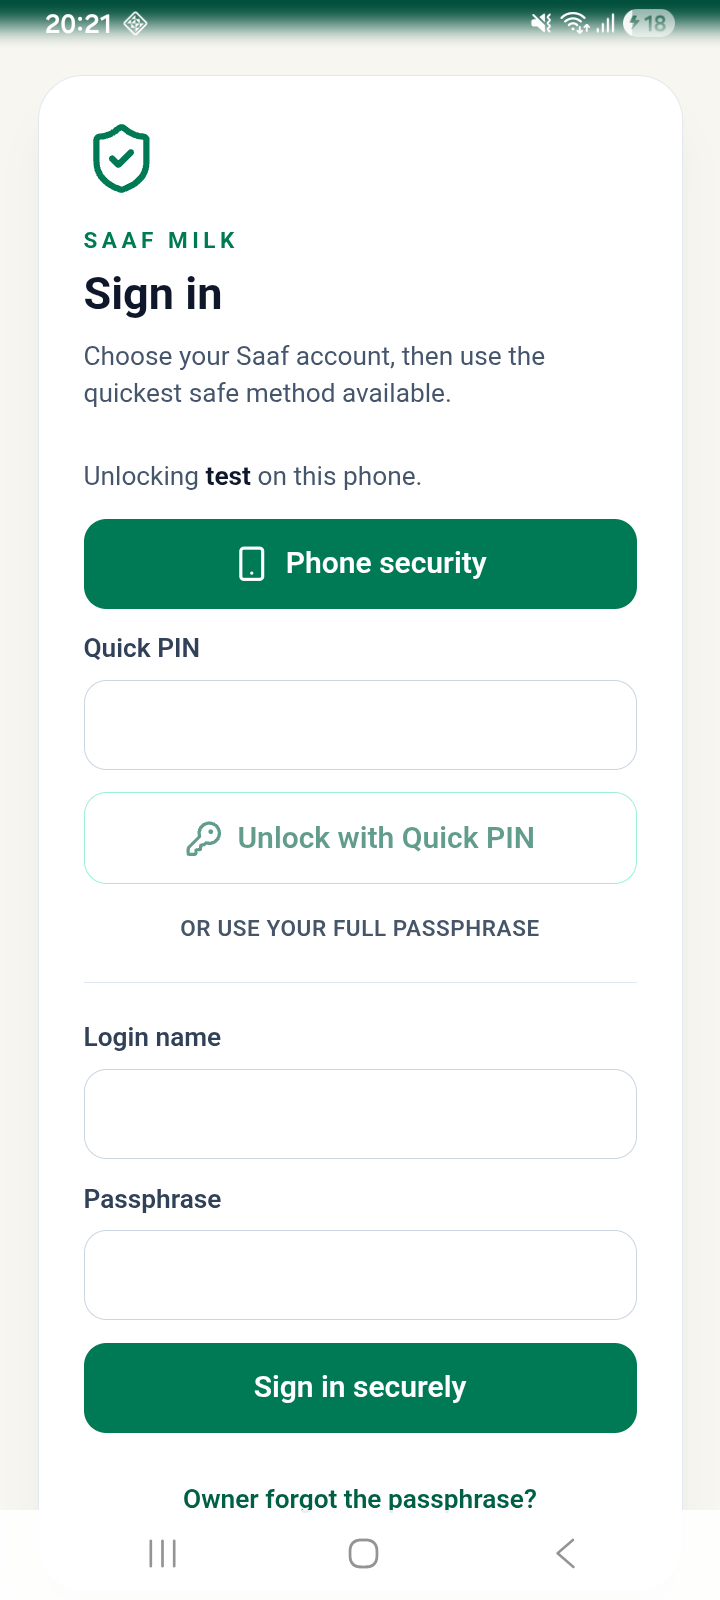 20:21
18
SAAF MILK
Sign in
Choose your Saaf account, then use the
quickest safe method available.
Unlocking test on this phone.
Phone security
Quick PIN
Unlock with Quick PIN
OR USE YOUR FULL PASSPHRASE
Login name
Passphrase
Sign in securely
Owner forgot the passphrase?